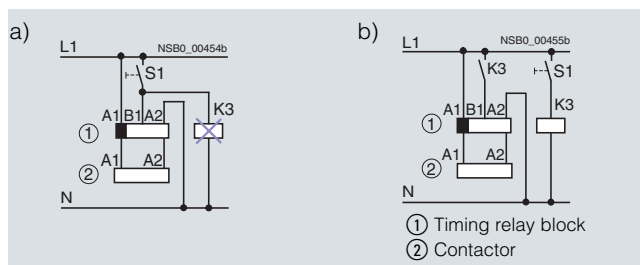 a)
L1
NSB0_00454b
S1
A1 B1 A2
K3
1
A1
A2
2
N
b)
L1
NSB0_00455b
K3
S1
A1 B1 A2
K3
1
A1
A2
2
N
1 Timing relay block
2 Contactor